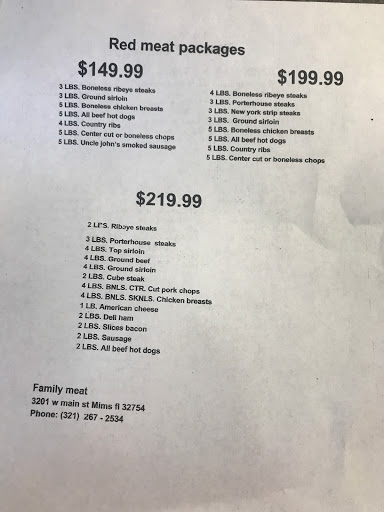 Red meat packages
$149.99
3 LBS. Boneless ribeye steaks
3 LBS. Ground sirloin
5 LBS. Boneless chicken breasts
5 LBS. All beef hot dogs
4 LBS. Country ribs
5 LBS. Center cut or boneless chops
5 LBS. Uncle john's smoked sausage
$199.99
4 LBS. Boneless ribeye steaks
3 LBS. Porterhouse steaks
3 LBS. New york strip steaks
3 LBS. Ground sirloin
5 LBS. Boneless chicken breasts
5 LBS. All beef hot dogs
5 LBS. Country ribs
5 LBS. Center cut or boneless chops
$219.99
2 LBS. Ribeye steaks
3 LBS. Porterhouse steaks
4 LBS. Top sirloin
4 LBS. Ground beef
4 LBS. Ground sirloin
2 LBS. Cube steak
4 LBS. BNLS. CTR. Cut pork chops
4 LBS. BNLS. SKNLS. Chicken breasts
1 LB. American cheese
2 LBS. Deli ham
2 LBS. Slices bacon
2 LBS. Sausage
2 LBS. All beef hot dogs
Family meat
3201 w main st Mims fl 32754
Phone: (321) 267 - 2534